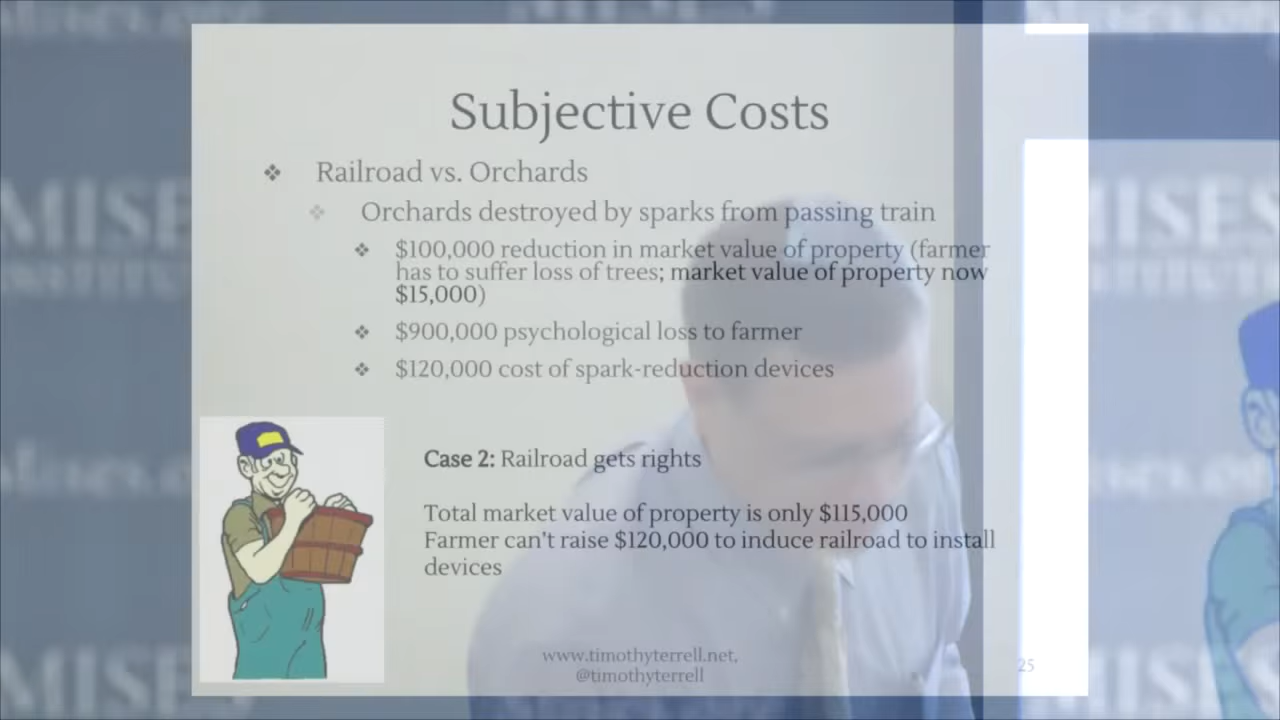 Subjective Costs
❖ Railroad vs. Orchards
❖ Orchards destroyed by sparks from passing train
❖ $100,000 reduction in market value of property (farmer
has to suffer loss of trees; market value of property now
$15,000)
❖ $900,000 psychological loss to farmer
❖ $120,000 cost of spark-reduction devices
Case 2: Railroad gets rights
Total market value of property is only $115,000
Farmer can't raise $120,000 to induce railroad to install
devices
www.timothyterrell.net,
@timothyterrell
25
MISES
MISES